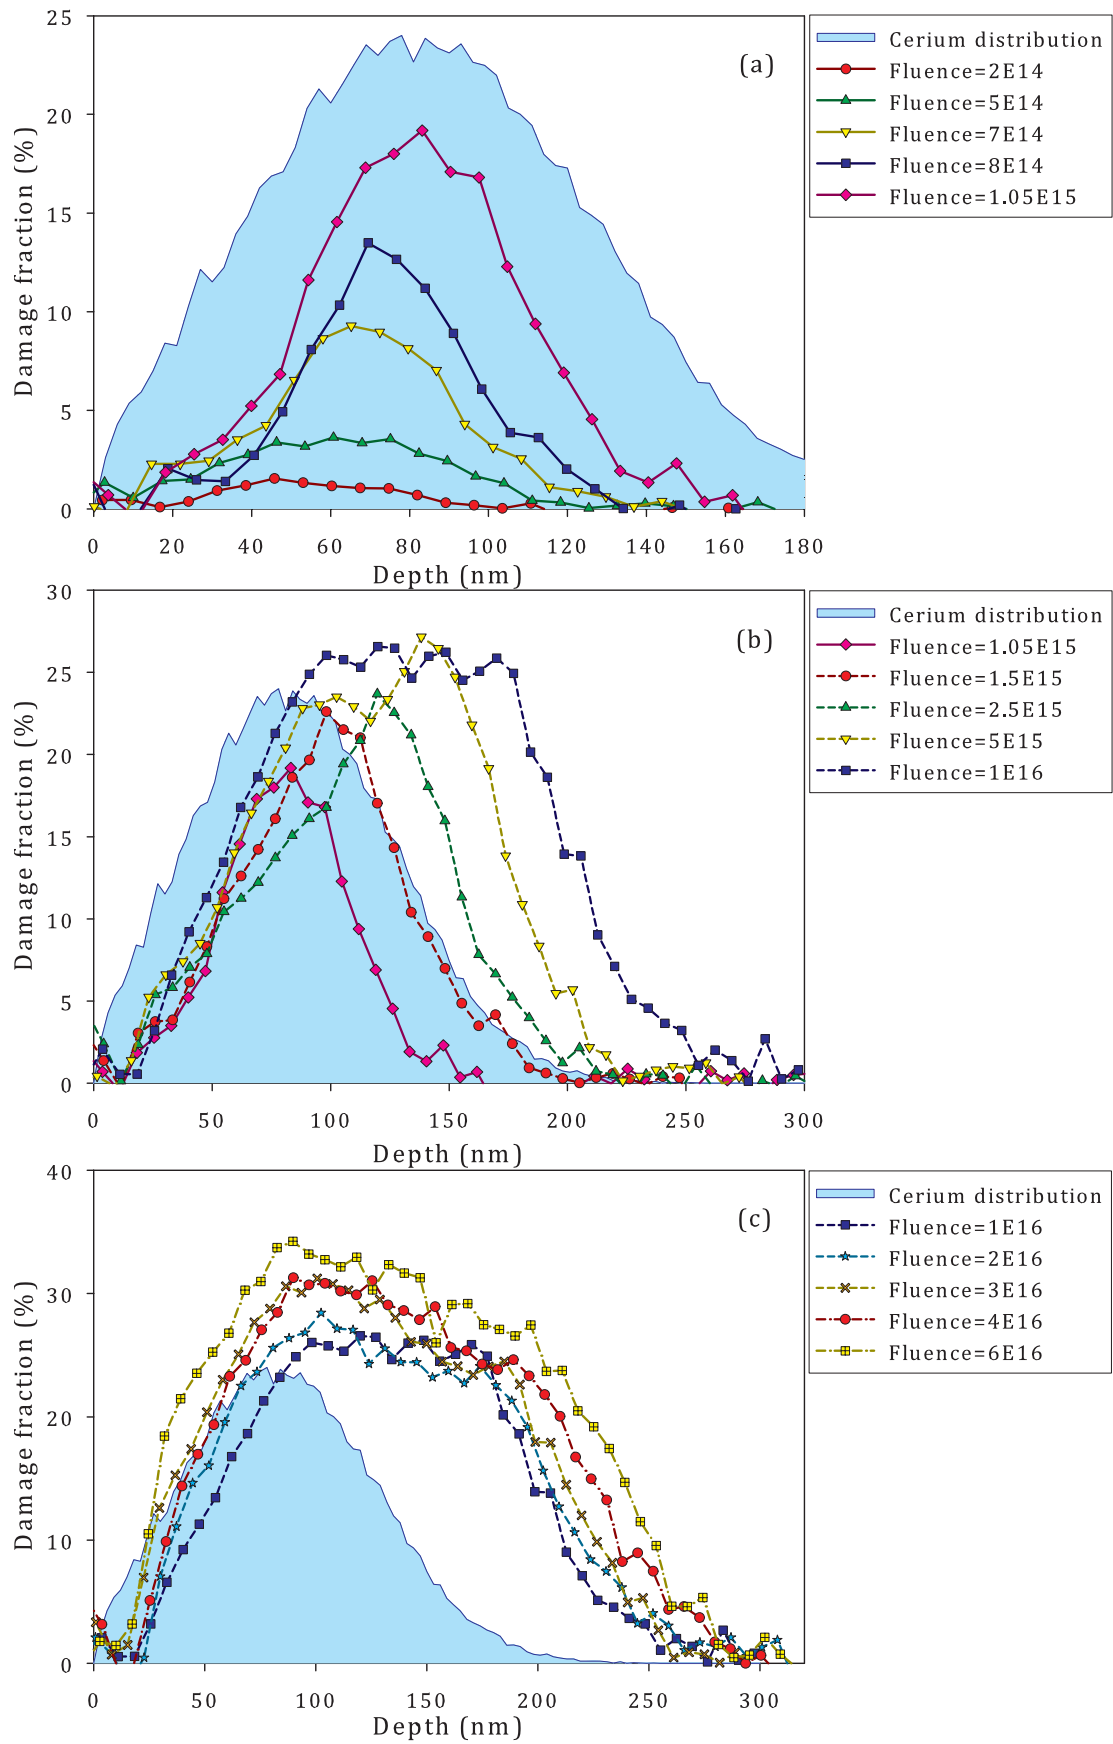 25
20
15
10
5
0
Damage fraction (%)
(a)
0 20 40 60 80 100 120 140 160 180
Depth (nm)
Cerium distribution
Fluence=2E14
Fluence=5E14
Fluence=7E14
Fluence=8E14
Fluence=1.05E15
30
25
20
15
10
5
0
Damage fraction (%)
(b)
0 50 100 150 200 250 300
Depth (nm)
Cerium distribution
Fluence=1.05E15
Fluence=1.5E15
Fluence=2.5E15
Fluence=5E15
Fluence=1E16
40
30
20
10
0
Damage fraction (%)
(c)
0 50 100 150 200 250 300
Depth (nm)
Cerium distribution
Fluence=1E16
Fluence=2E16
Fluence=3E16
Fluence=4E16
Fluence=6E16